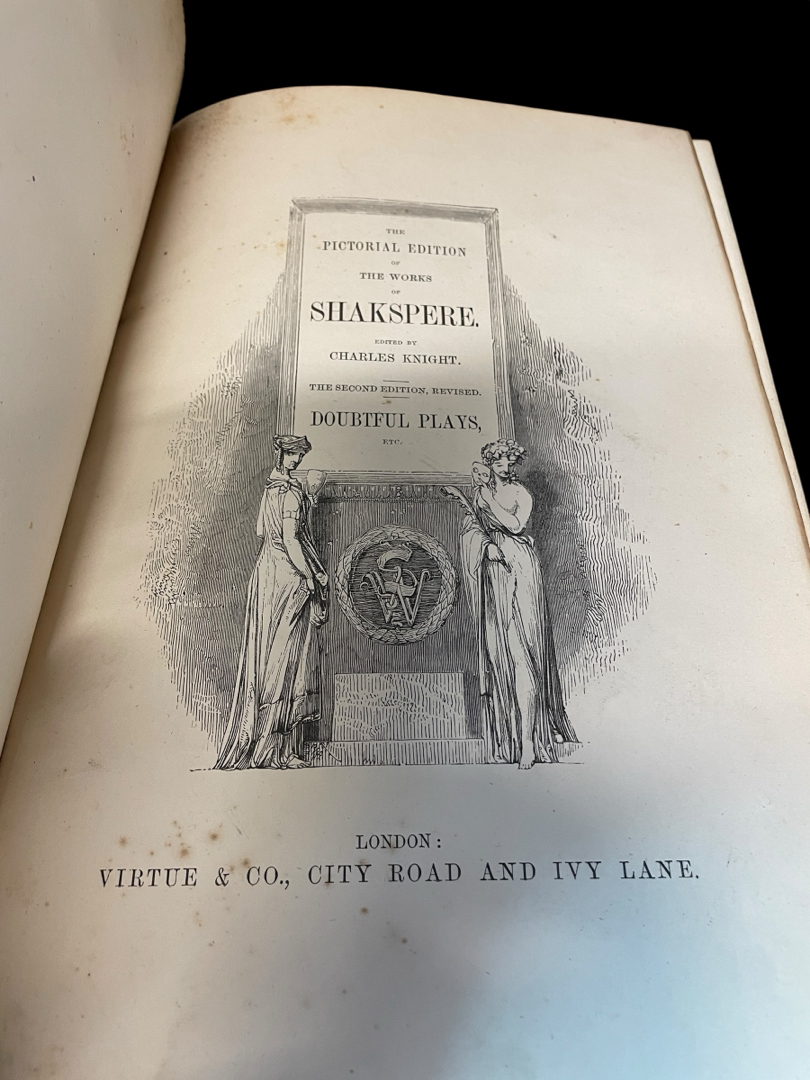 THE
PICTORIAL EDITION
OF
THE WORKS
OF
SHAKSPERE.
EDITED BY
CHARLES KNIGHT.
THE SECOND EDITION, REVISED.
DOUBTFUL PLAYS,
ETC.
LONDON:
VIRTUE & CO., CITY ROAD AND IVY LANE.